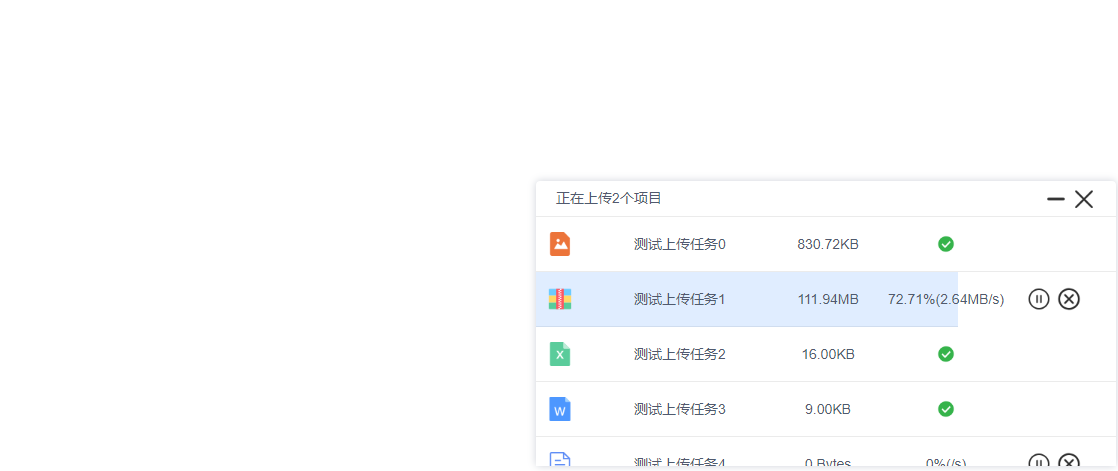 正在上传2个项目
测试上传任务0 830.72KB
测试上传任务1 111.94MB 72.71%(2.64MB/s)
X 测试上传任务2 16.00KB
W 测试上传任务3 9.00KB
测试上传任务4 0 Bytes 0%(/s)